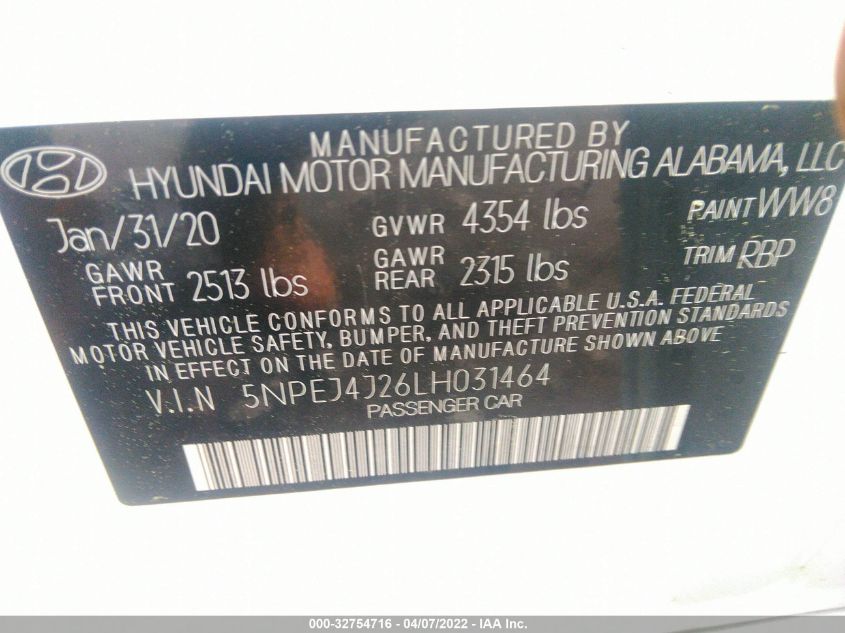 MANUFACTURED BY
HYUNDAI MOTOR MANUFACTURING ALABAMA, LLC
Jan/31/20 GVWR 4354 lbs PAINT WW8
GAWR FRONT 2513 lbs GAWR REAR 2315 lbs TRIM RBP
THIS VEHICLE CONFORMS TO ALL APPLICABLE U.S.A. FEDERAL
MOTOR VEHICLE SAFETY, BUMPER, AND THEFT PREVENTION STANDARDS
IN EFFECT ON THE DATE OF MANUFACTURE SHOWN ABOVE
V.I.N 5NPEJ4J26LH031464
PASSENGER CAR
000-32754716 04/07/2022 - IAA Inc.